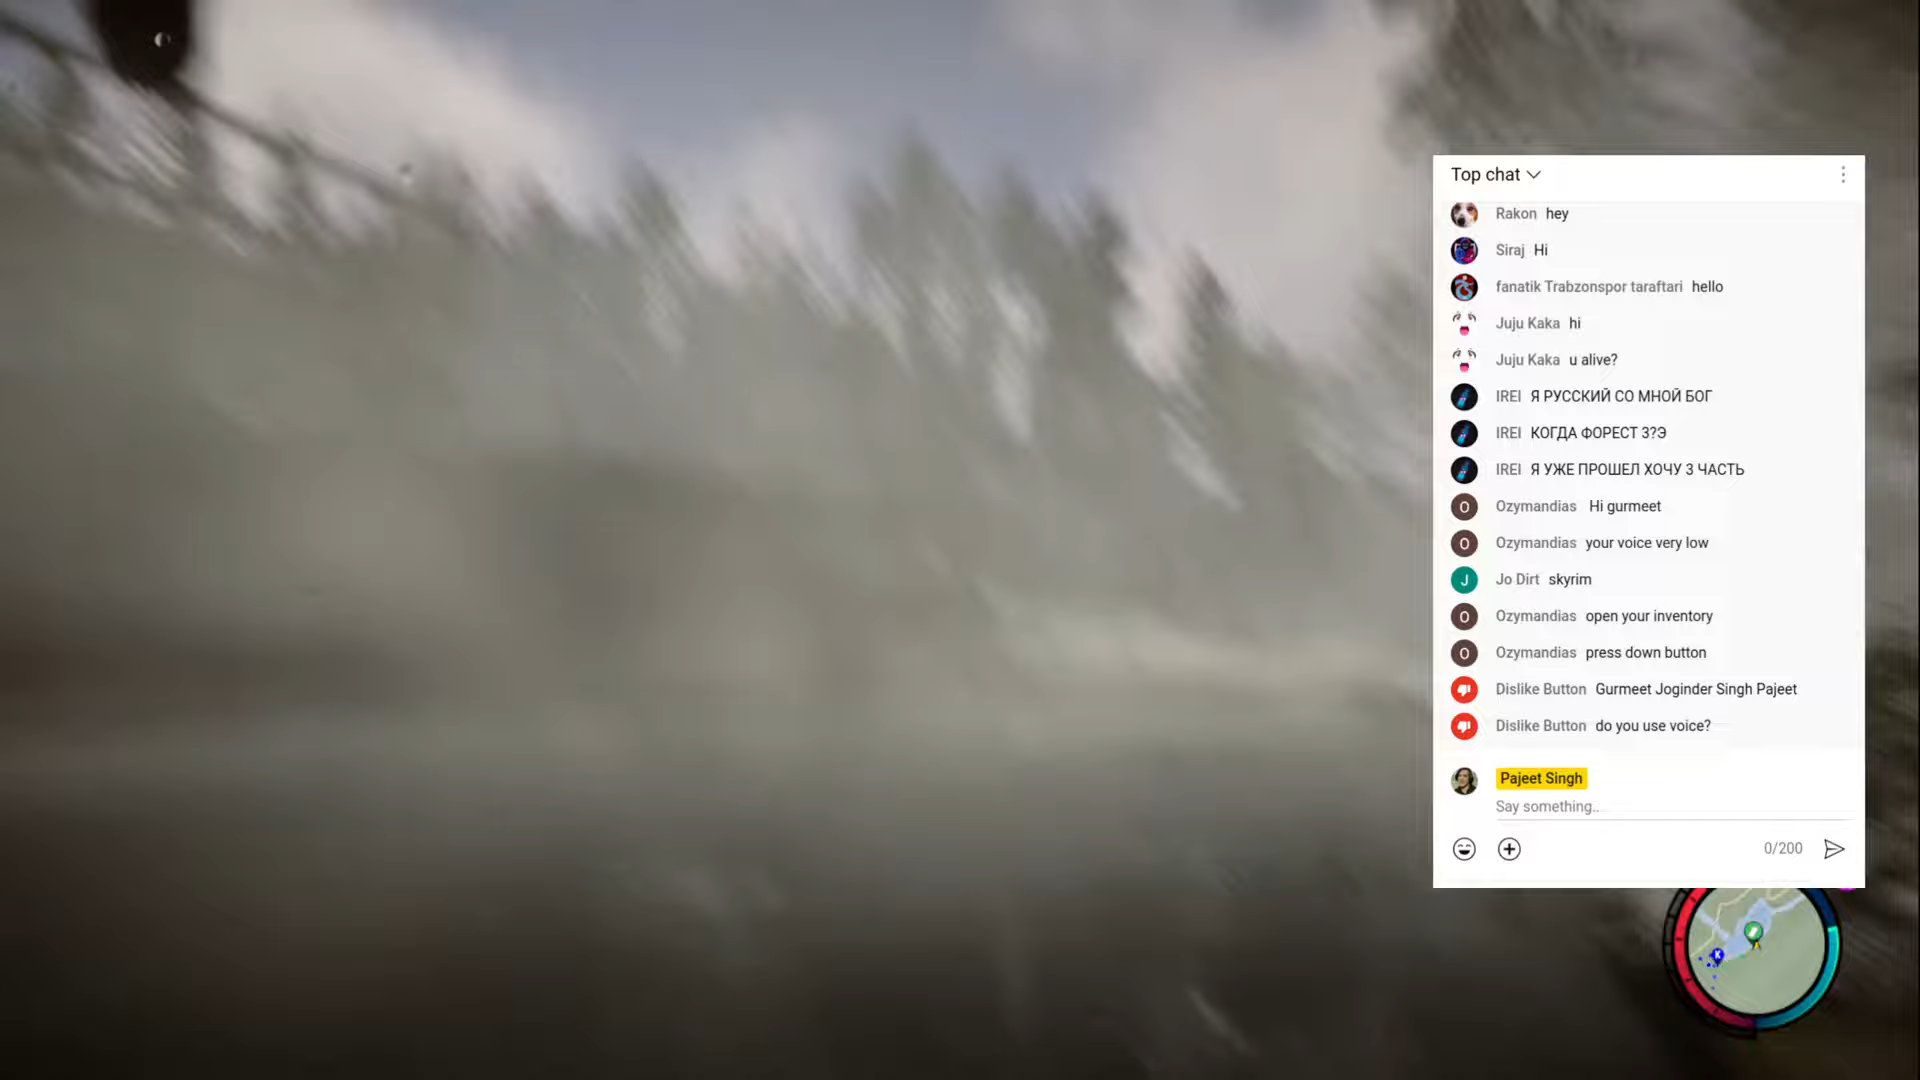 Top chat
Rakon hey
Siraj Hi
fanatik Trabzonspor taraftari hello
Juju Kaka hi
Juju Kaka u alive?
IREI Я РУССКИЙ СО МНОЙ БОГ
IREI КОГДА ФОРЕСТ 3?Э
IREI Я УЖЕ ПРОШЕЛ ХОЧУ 3 ЧАСТЬ
O Ozymandias Hi gurmeet
O Ozymandias your voice very low
J Jo Dirt skyrim
O Ozymandias open your inventory
O Ozymandias press down button
Dislike Button Gurmeet Joginder Singh Pajeet
Dislike Button do you use voice?
Pajeet Singh
Say something..
0/200
K